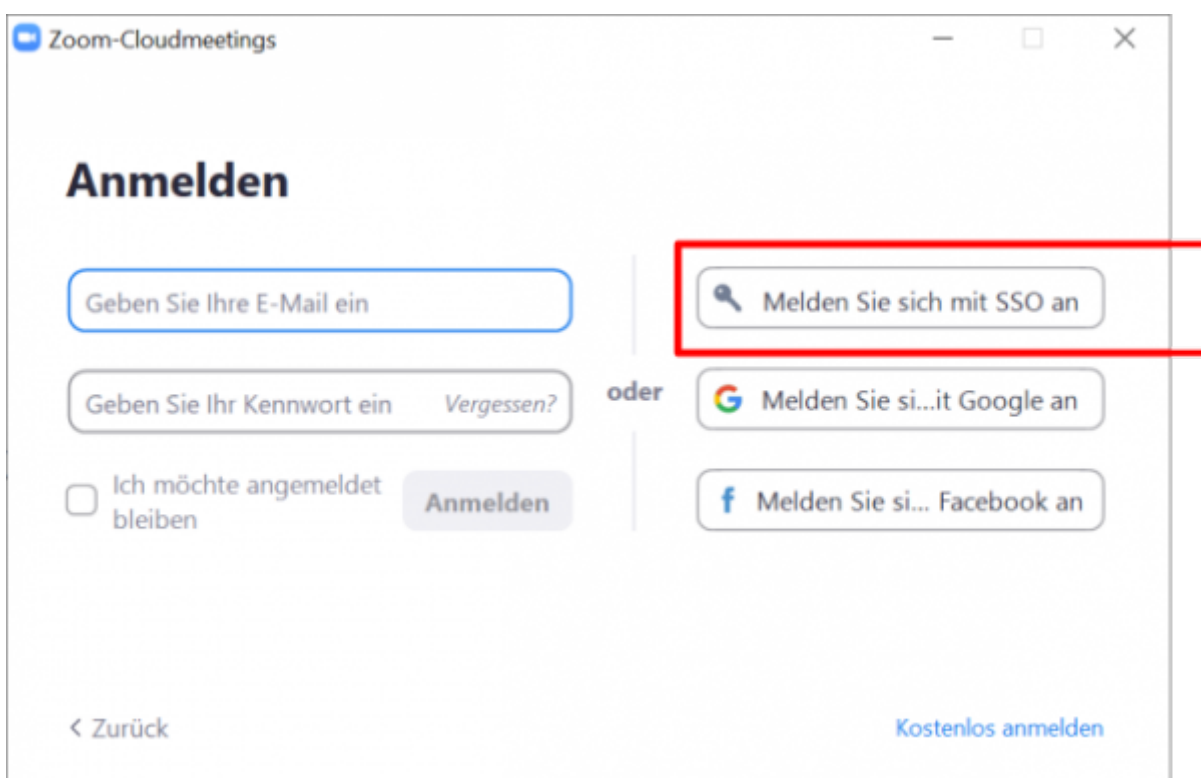 Zoom-Cloudmeetings
Anmelden
Geben Sie Ihre E-Mail ein
Geben Sie Ihr Kennwort ein Vergessen?
Ich möchte angemeldet
bleiben
Anmelden
oder
Melden Sie sich mit SSO an
Melden Sie si...it Google an
Melden Sie si... Facebook an
< Zurück
Kostenlos anmelden